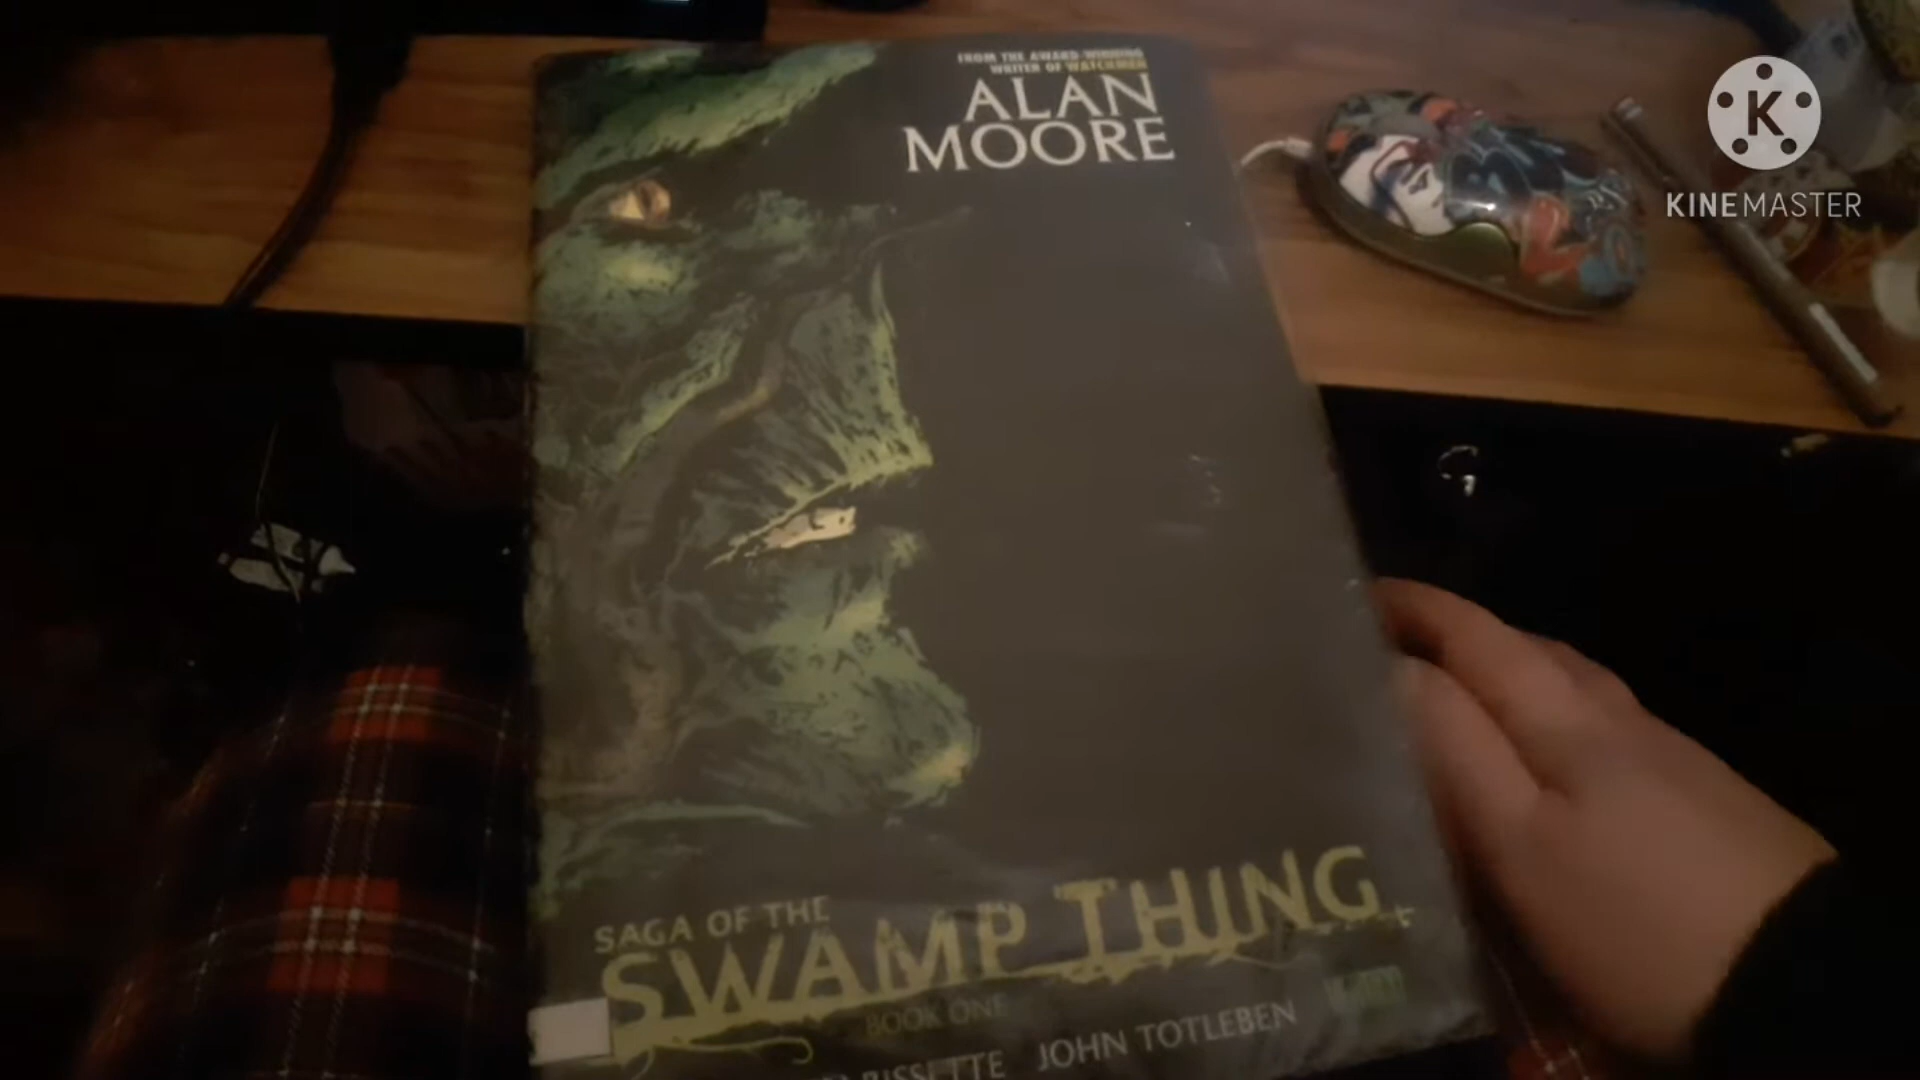 FROM THE AWARD-WINNING
WRITER OF WATCHMEN
ALAN
MOORE
K
KINEMASTER
SAGA OF THE
SWAMP THING
BOOK ONE
BISSETTE JOHN TOTLEBEN